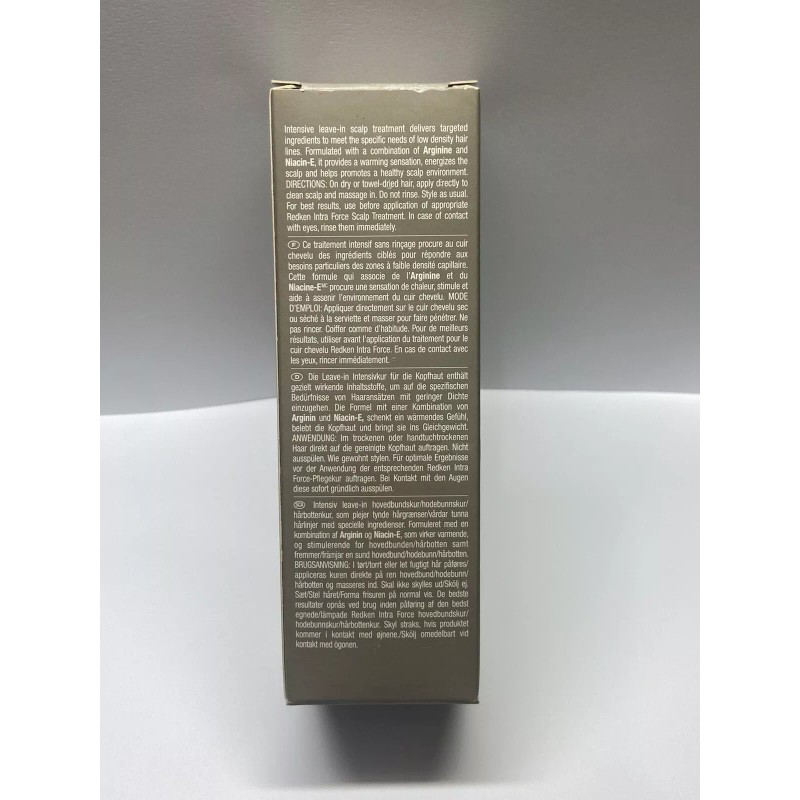 Intensive leave-in scalp treatment delivers targeted
ingredients to meet the specific needs of low density hair
lines. Formulated with a combination of Arginine and
Niacin-E, it provides a warming sensation, energizes the
scalp and helps promotes a healthy scalp environment.
DIRECTIONS: On dry or towel-dried hair, apply directly to
clean scalp and massage in. Do not rinse. Style as usual.
For best results, use before application of appropriate
Redken Intra Force Scalp Treatment. In case of contact
with eyes, rinse them immediately.
F Ce traitement intensif sans rinçage procure au cuir
chevelu des ingrédients ciblés pour répondre aux
besoins particuliers des zones à faible densité capillaire.
Cette formule qui associe de l'Arginine et du
Niacine-EMC procure une sensation de chaleur, stimule et
aide à assenir l'environement du cuir chevelu. MODE
D'EMPLOI: Appliquer directement sur le cuir chevelu sec
ou séché à la serviette et masser pour faire pénétrer. Ne
pas rincer. Coiffer comme d'habitude. Pour de meilleurs
résultats, utiliser avant l'application du traitement pour le
cuir chevelu Redken Intra Force. En cas de contact avec
les yeux, rincer immédiatement.
D Die Leave-in Intensivkur für die Kopfhaut enthält
gezielt wirkende Inhaltsstoffe, um auf die spezifischen
Bedürfnisse von Haaransätzen mit geringer Dichte
einzugehen. Die Formel mit einer Kombination von
Arginin und Niacin-E, schenkt ein wärmendes Gefühl,
belebt die Kopfhaut und bringt sie ins Gleichgewicht.
ANWENDUNG: Im trockenen oder handtuchtrockenen
Haar direkt auf die gereinigte Kopfhaut auftragen. Nicht
ausspülen. Wie gewohnt stylen. Für optimale Ergebnisse
vor der Anwendung der entsprechenden Redken Intra
Force-Pflegekur auftragen. Bei Kontakt mit den Augen
diese sofort gründlich ausspülen.
Intensiv leave-in hovedbundskur/hodebunnskur/
hårbottenkur, som plejer tynde hårgrænser/vårdar tunna
hårlinjer med specielle ingredienser. Formuleret med en
kombination af Arginin og Niacin-E, som virker varmende,
og stimulerende for hovedbunden/hårbotten samt
fremmer/främjar en sund hovedbund/hodebunn/hårbotten.
BRUGSANVISNING: I tørt/torrt eller let fugtigt hår påføres/
appliceras kuren direkte på ren hovedbund/hodebunn/
hårbotten og masseres ind. Skal ikke skylles ud/Skölj ej.
Sæt/Stel håret/Forma frisuren på normal vis. De bedste
resultater opnås ved brug inden påføring af den bedst
egnede/lämpade Redken Intra Force hovedbundskur/
hodebunnskur/hårbottenkur. Skyl straks, hvis produktet
kommer i kontakt med øjnene./Skölj omedelbart vid
kontakt med ögonen.